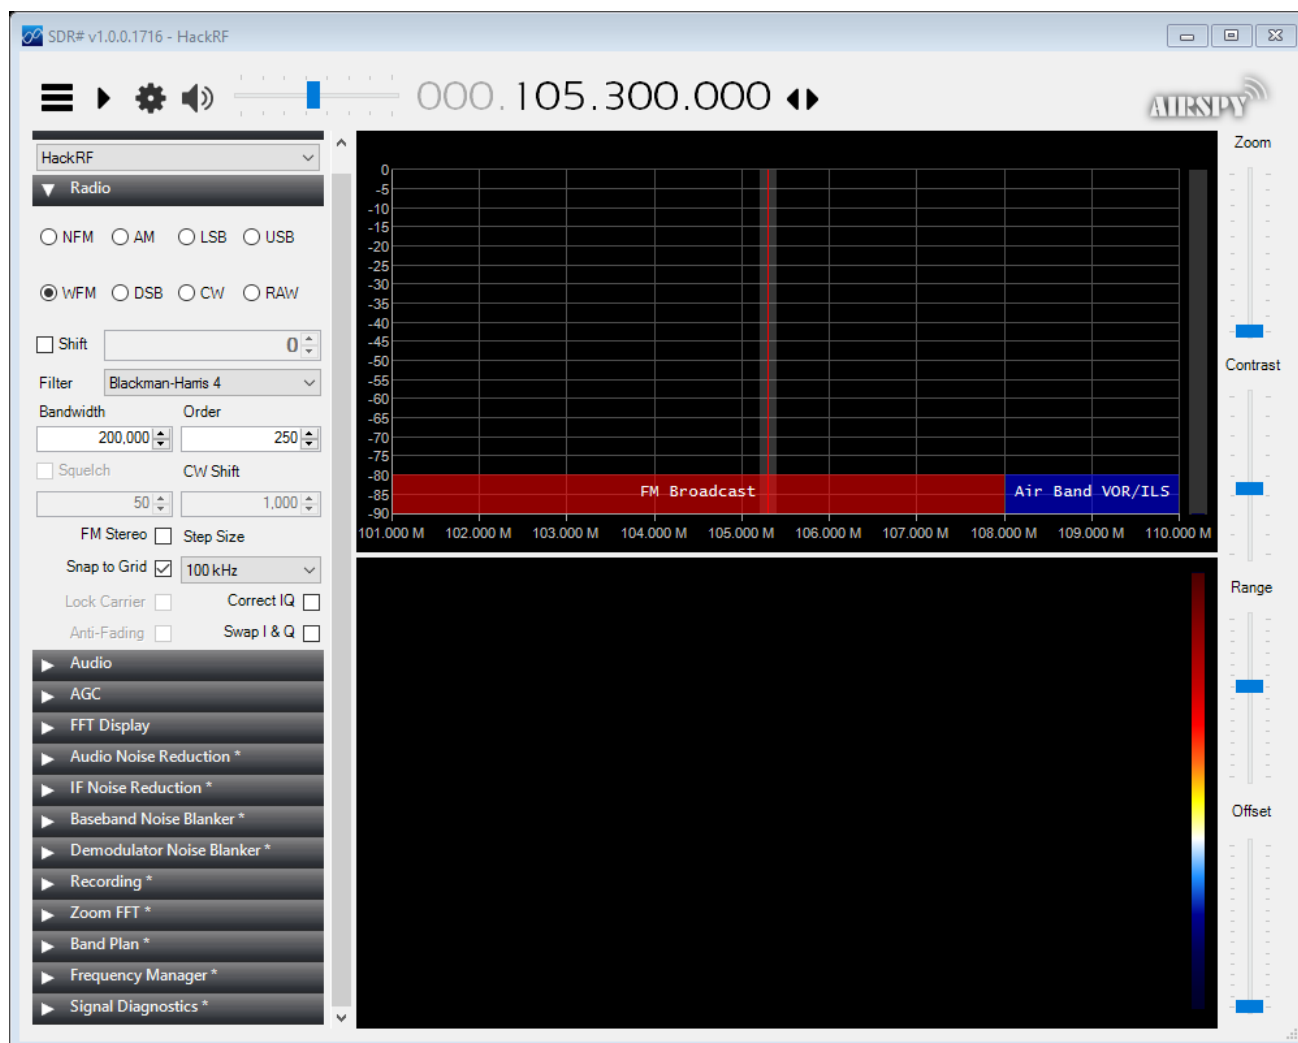 SDR# v1.0.0.1716 - HackRF
000.105.300.000
AIRSPY
HackRF
Radio
NFM AM LSB USB
WFM DSB CW RAW
Shift 0
Filter Blackman-Harris 4
Bandwidth Order
200,000 250
Squelch CW Shift
50 1,000
FM Stereo Step Size
Snap to Grid 100 kHz
Lock Carrier Correct IQ
Anti-Fading Swap I & Q
Audio
AGC
FFT Display
Audio Noise Reduction *
IF Noise Reduction *
Baseband Noise Blanker *
Demodulator Noise Blanker *
Recording *
Zoom FFT *
Band Plan *
Frequency Manager *
Signal Diagnostics *
0
-5
-10
-15
-20
-25
-30
-35
-40
-45
-50
-55
-60
-65
-70
-75
-80
-85
-90
FM Broadcast Air Band VOR/ILS
101.000 M 102.000 M 103.000 M 104.000 M 105.000 M 106.000 M 107.000 M 108.000 M 109.000 M 110.000 M
Zoom
Contrast
Range
Offset